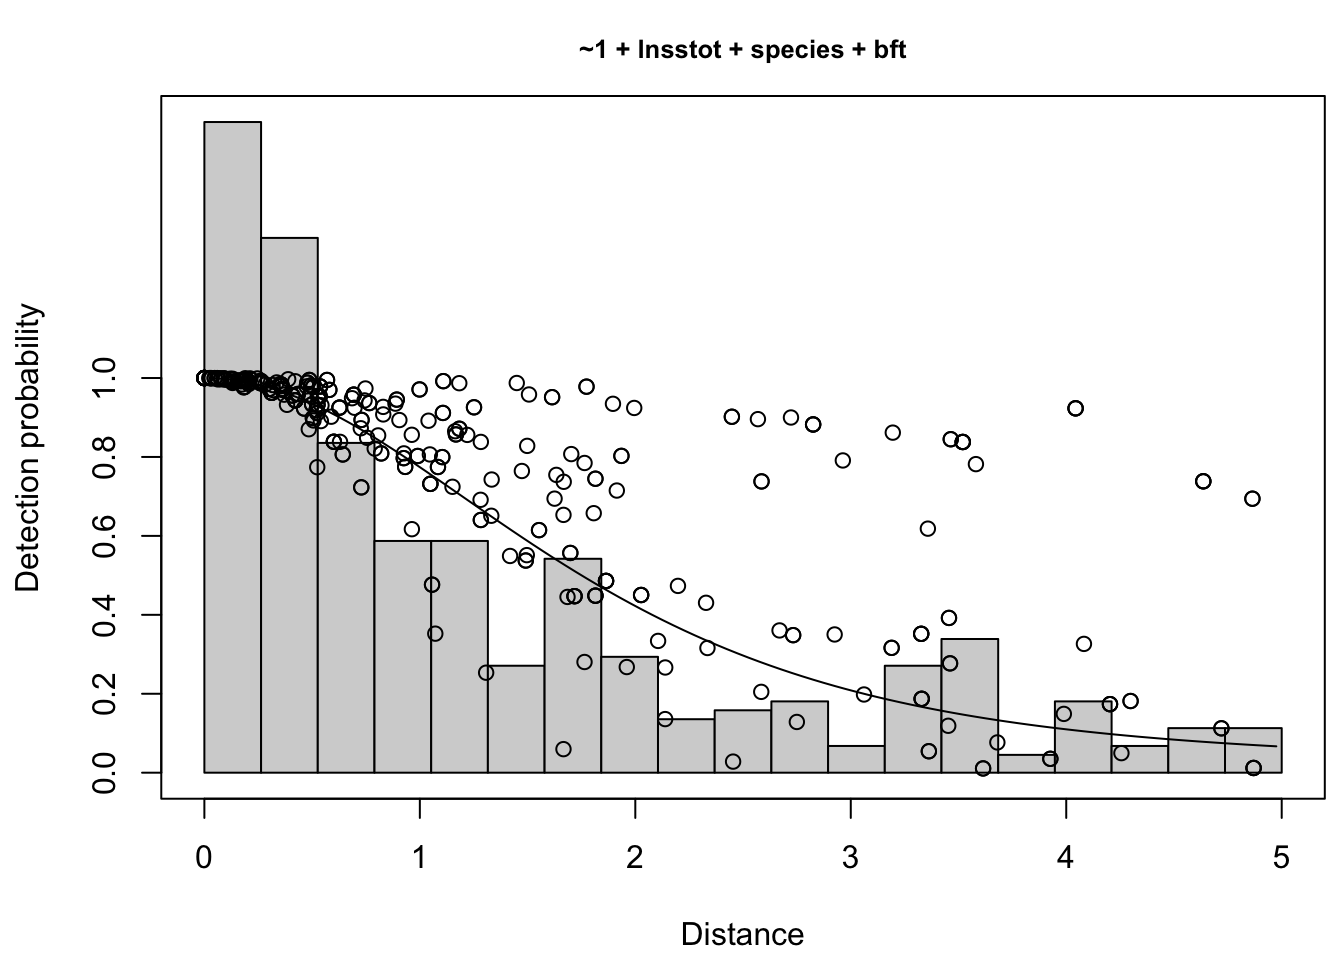 ~1 + lnsstot + species + bft
Detection probability
1.0
0.8
0.6
0.4
0.2
0.0
0 1 2 3 4 5
Distance